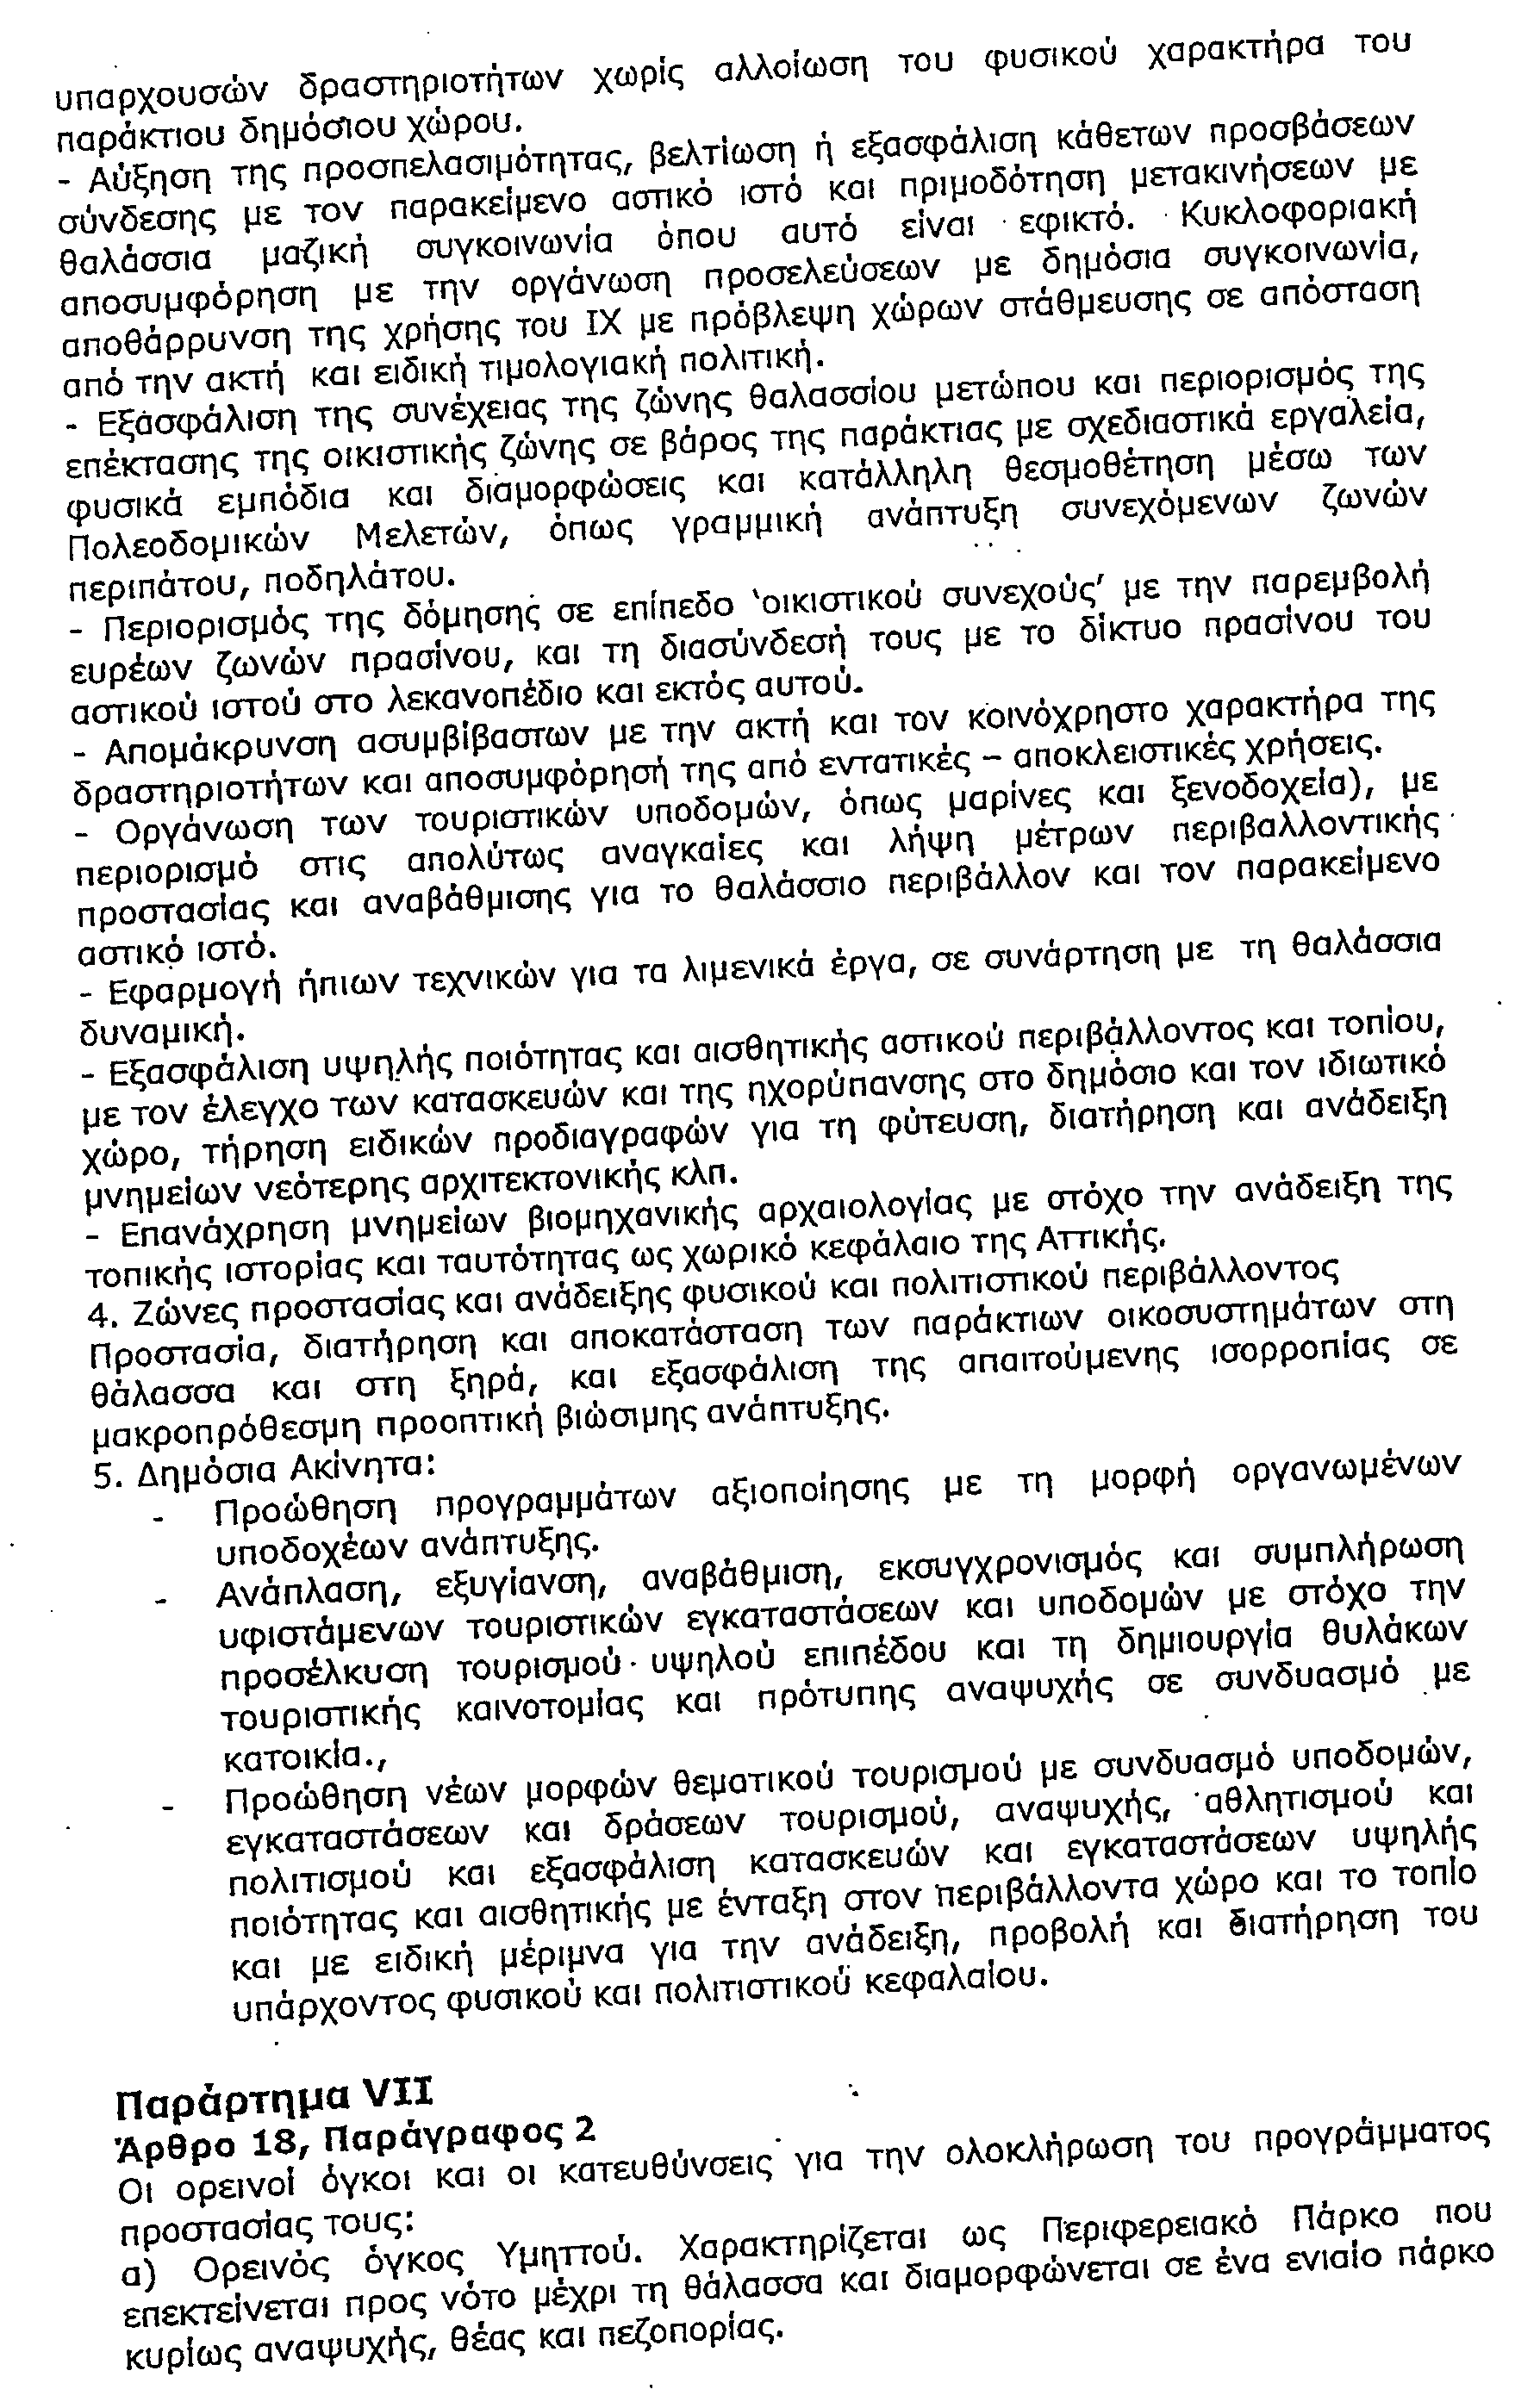 υπαρχουσών δραστηριοτήτων χωρίς αλλοίωση του φυσικού χαρακτήρα του
παράκτιου δημόσιου χώρου.
- Αύξηση της προσπελασιμότητας, βελτίωση ή εξασφάλιση κάθετων προσβάσεων
σύνδεσης με τον παρακείμενο αστικό ιστό και πριμοδότηση μετακινήσεων με
θαλάσσια μαζική συγκοινωνία όπου αυτό είναι εφικτό. Κυκλοφοριακή
αποσυμφόρηση με την οργάνωση προσελεύσεων με δημόσια συγκοινωνία,
αποθάρρυνση της χρήσης του ΙΧ με πρόβλεψη χώρων στάθμευσης σε απόσταση
από την ακτή και ειδική τιμολογιακή πολιτική.
- Εξασφάλιση της συνέχειας της ζώνης θαλασσίου μετώπου και περιορισμός της
επέκτασης της οικιστικής ζώνης σε βάρος της παράκτιας με σχεδιαστικά εργαλεία,
φυσικά εμπόδια και διαμορφώσεις και κατάλληλη θεσμοθέτηση μέσω των
Πολεοδομικών Μελετών, όπως γραμμική ανάπτυξη συνεχόμενων ζωνών
περιπάτου, ποδηλάτου.
- Περιορισμός της δόμησης σε επίπεδο 'οικιστικού συνεχούς' με την παρεμβολή
ευρέων ζωνών πρασίνου, και τη διασύνδεσή τους με το δίκτυο πρασίνου του
αστικού ιστού στο λεκανοπέδιο και εκτός αυτού.
- Απομάκρυνση ασυμβίβαστων με την ακτή και τον κοινόχρηστο χαρακτήρα της
δραστηριοτήτων και αποσυμφόρησή της από εντατικές – αποκλειστικές χρήσεις.
- Οργάνωση των τουριστικών υποδομών, όπως μαρίνες και ξενοδοχεία), με
περιορισμό στις απολύτως αναγκαίες και λήψη μέτρων περιβαλλοντικής
προστασίας και αναβάθμισης για το θαλάσσιο περιβάλλον και τον παρακείμενο
αστικό ιστό.
- Εφαρμογή ήπιων τεχνικών για τα λιμενικά έργα, σε συνάρτηση με τη θαλάσσια
δυναμική.
- Εξασφάλιση υψηλής ποιότητας και αισθητικής αστικού περιβάλλοντος και τοπίου,
με τον έλεγχο των κατασκευών και της ηχορύπανσης στο δημόσιο και τον ιδιωτικό
χώρο, τήρηση ειδικών προδιαγραφών για τη φύτευση, διατήρηση και ανάδειξη
μνημείων νεότερης αρχιτεκτονικής κλπ.
- Επανάχρηση μνημείων βιομηχανικής αρχαιολογίας με στόχο την ανάδειξη της
τοπικής ιστορίας και ταυτότητας ως χωρικό κεφάλαιο της Αττικής.
4. Ζώνες προστασίας και ανάδειξης φυσικού και πολιτιστικού περιβάλλοντος
Προστασία, διατήρηση και αποκατάσταση των παράκτιων οικοσυστημάτων στη
θάλασσα και στη ξηρά, και εξασφάλιση της απαιτούμενης ισορροπίας σε
μακροπρόθεσμη προοπτική βιώσιμης ανάπτυξης.
5. Δημόσια Ακίνητα:
- Προώθηση προγραμμάτων αξιοποίησης με τη μορφή οργανωμένων
υποδοχέων ανάπτυξης.
- Ανάπλαση, εξυγίανση, αναβάθμιση, εκσυγχρονισμός και συμπλήρωση
υφιστάμενων τουριστικών εγκαταστάσεων και υποδομών με στόχο την
προσέλκυση τουρισμού υψηλού επιπέδου και τη δημιουργία θυλάκων
τουριστικής καινοτομίας και πρότυπης αναψυχής σε συνδυασμό με
κατοικία.,
- Προώθηση νέων μορφών θεματικού τουρισμού με συνδυασμό υποδομών,
εγκαταστάσεων και δράσεων τουρισμού, αναψυχής, αθλητισμού και
πολιτισμού και εξασφάλιση κατασκευών και εγκαταστάσεων υψηλής
ποιότητας και αισθητικής με ένταξη στον περιβάλλοντα χώρο και το τοπίο
και με ειδική μέριμνα για την ανάδειξη, προβολή και διατήρηση του
υπάρχοντος φυσικού και πολιτιστικού κεφαλαίου.
Παράρτημα VII
Άρθρο 18, Παράγραφος 2
Οι ορεινοί όγκοι και οι κατευθύνσεις για την ολοκλήρωση του προγράμματος
προστασίας τους:
α) Ορεινός όγκος Υμηττού. Χαρακτηρίζεται ως Περιφερειακό Πάρκο που
επεκτείνεται προς νότο μέχρι τη θάλασσα και διαμορφώνεται σε ένα ενιαίο πάρκο
κυρίως αναψυχής, θέας και πεζοπορίας.